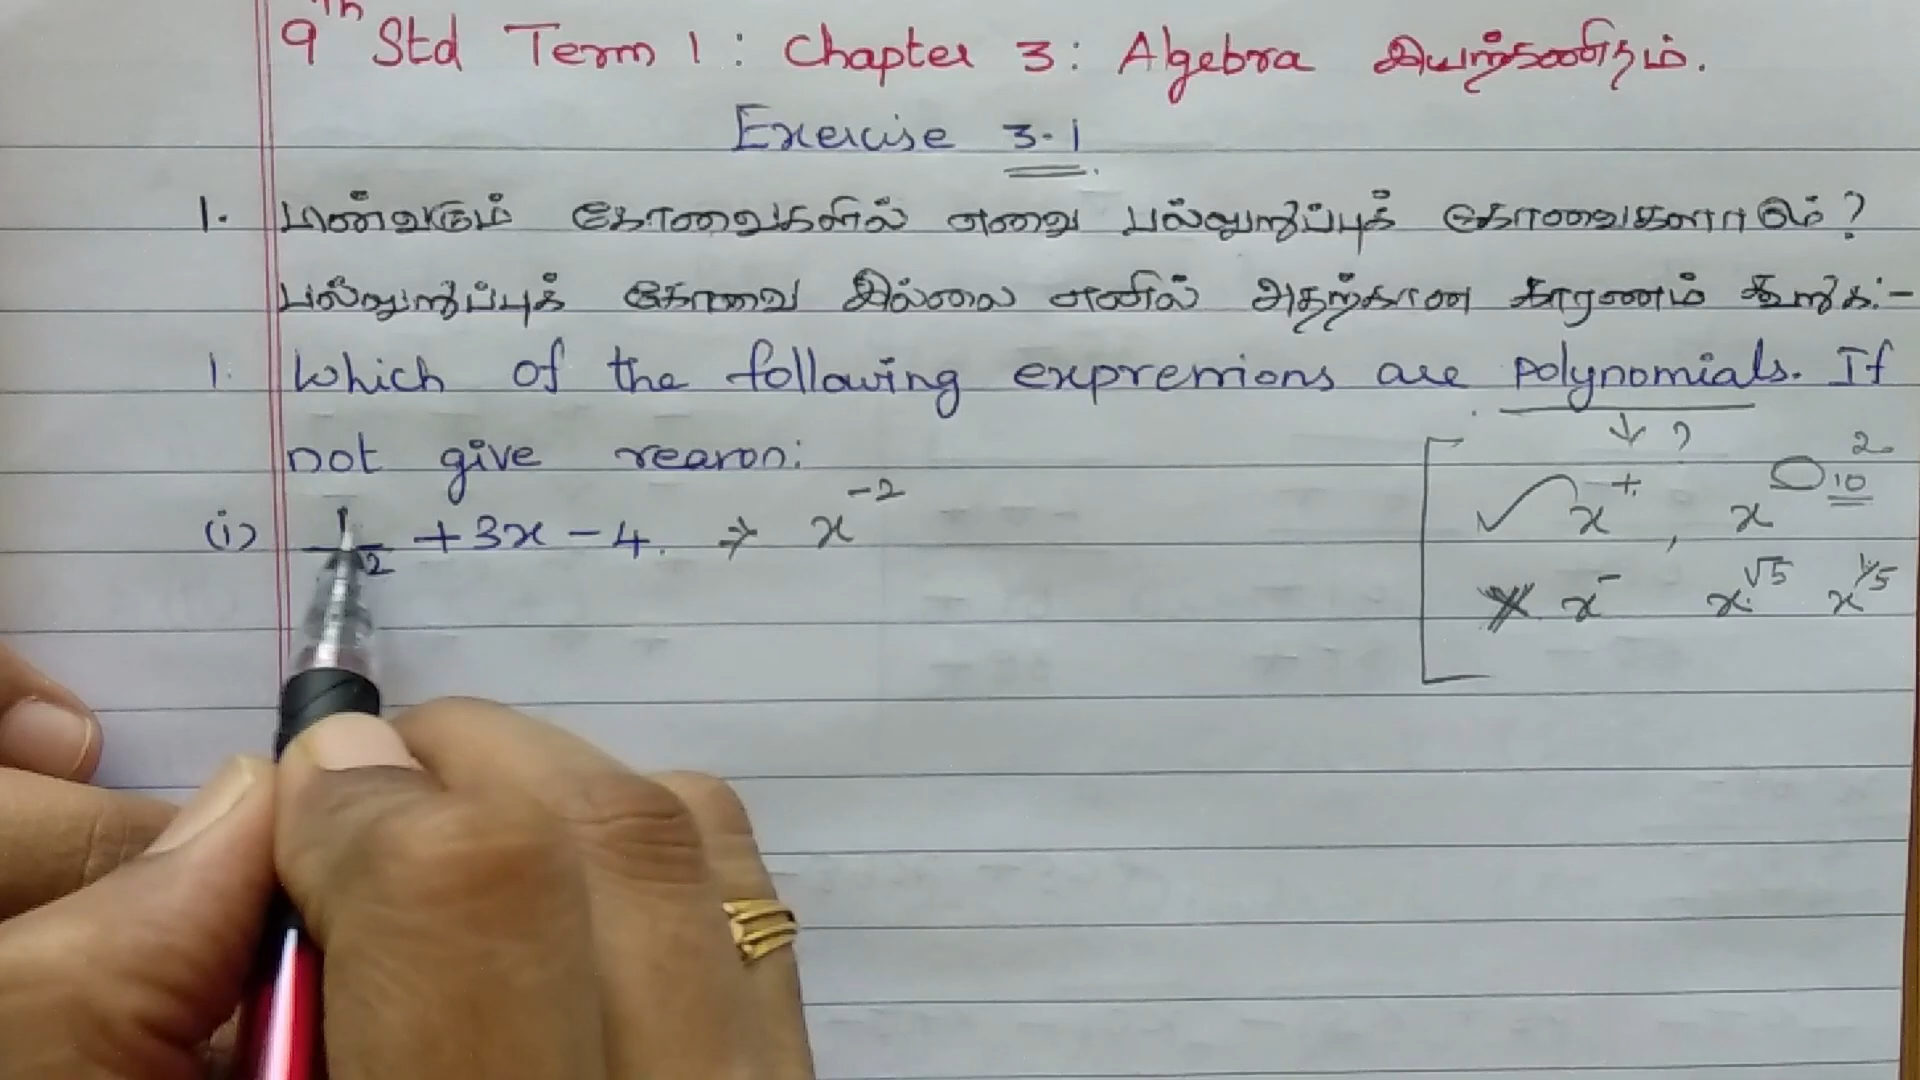 9th Std Term 1 : Chapter 3 : Algebra இயற்கணிதம்.
Exercise 3.1
1. பின்வரும் கோவைகளில் எவை பல்லுறுப்புக் கோவைகளாகும்?
பல்லுறுப்புக் கோவை இல்லை எனில் அதற்கான காரணம் கூறுக:-
1. Which of the following expressions are polynomials. If
not give reason:
↓ ?
✓ x⁺, x 10 2
(i) 1/ 2 + 3x - 4. ⇒ x⁻²
x⁻ x^√5 x^1/5